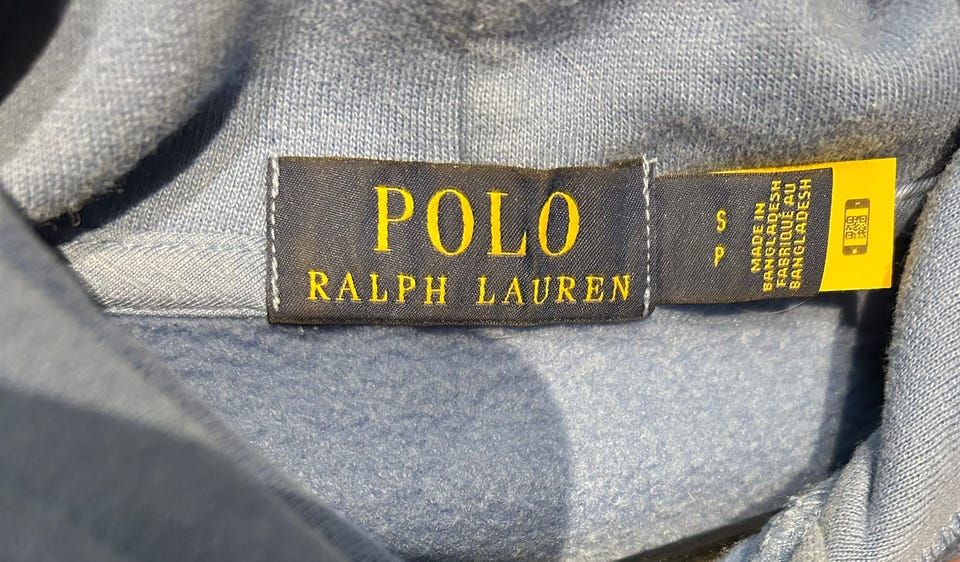 POLO
RALPH LAUREN
S
P
MADE IN
BANGLADESH
FABRIQUÉ AU
BANGLADESH